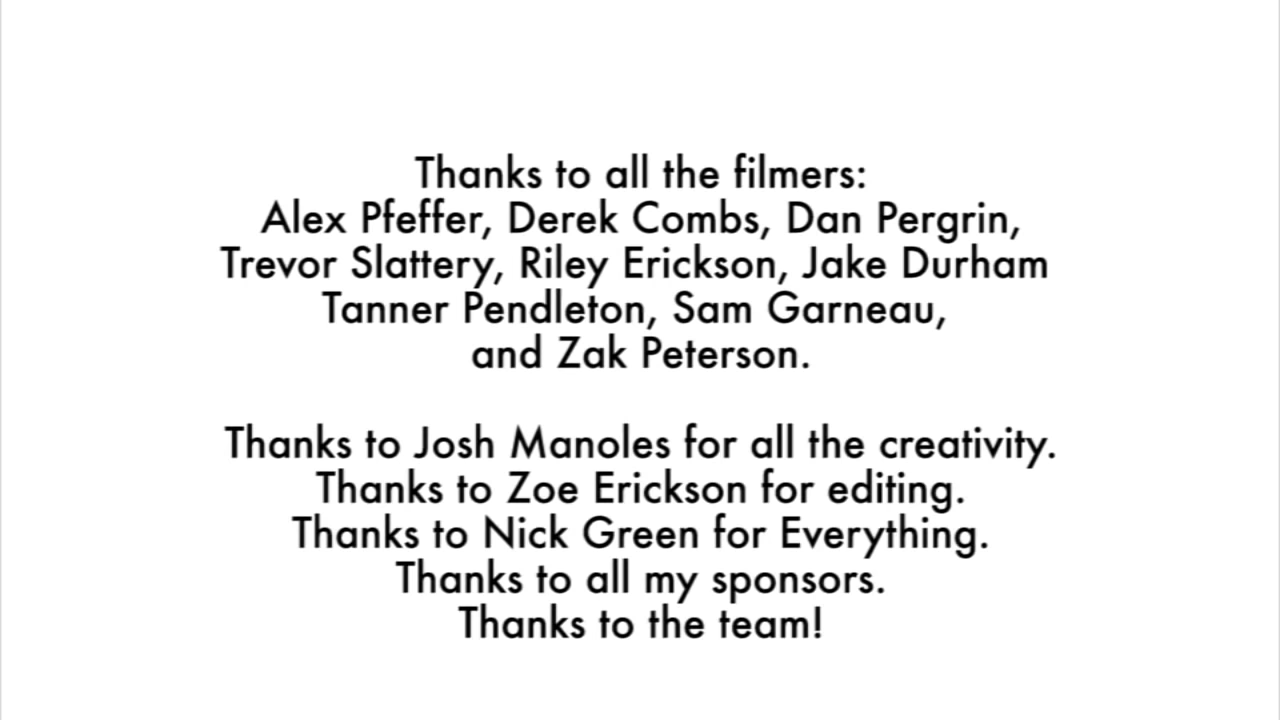 Thanks to all the filmers:
Alex Pfeffer, Derek Combs, Dan Pergrin,
Trevor Slattery, Riley Erickson, Jake Durham
Tanner Pendleton, Sam Garneau,
and Zak Peterson.
Thanks to Josh Manoles for all the creativity.
Thanks to Zoe Erickson for editing.
Thanks to Nick Green for Everything.
Thanks to all my sponsors.
Thanks to the team!